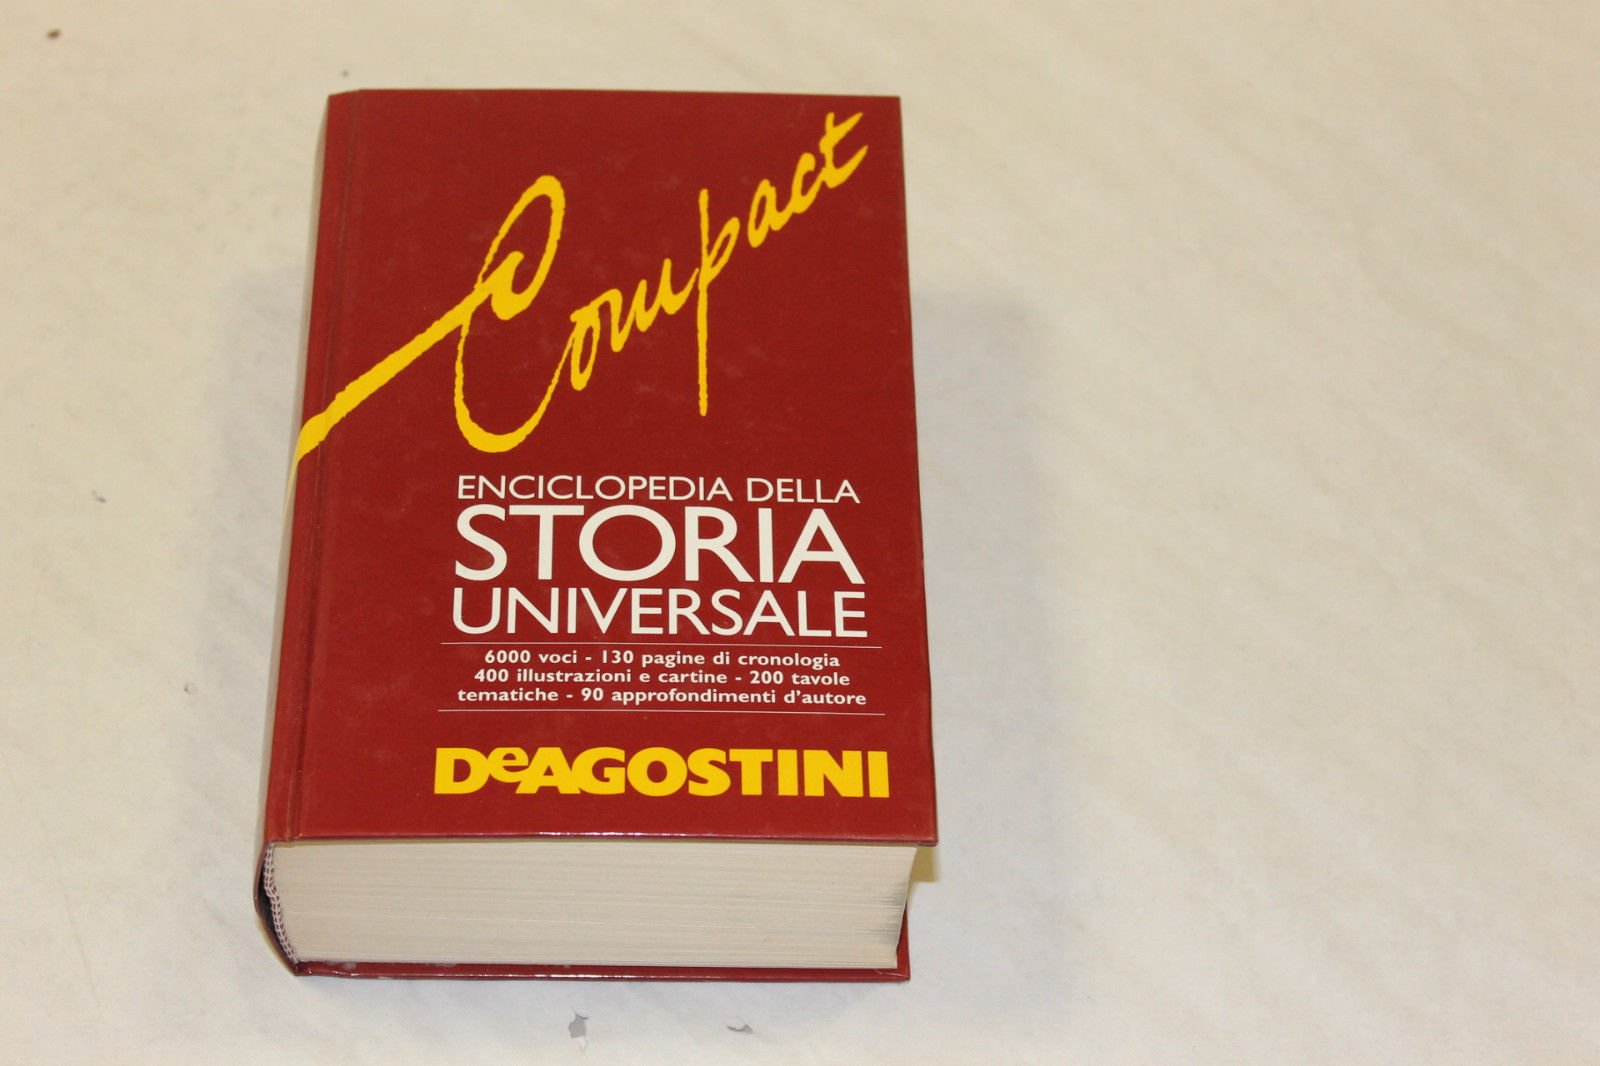 Compact
ENCICLOPEDIA DELLA
STORIA
UNIVERSALE
6000 voci - 130 pagine di cronologia
400 illustrazioni e cartine - 200 tavole
tematiche - 90 approfondimenti d'autore
DeAGOSTINI